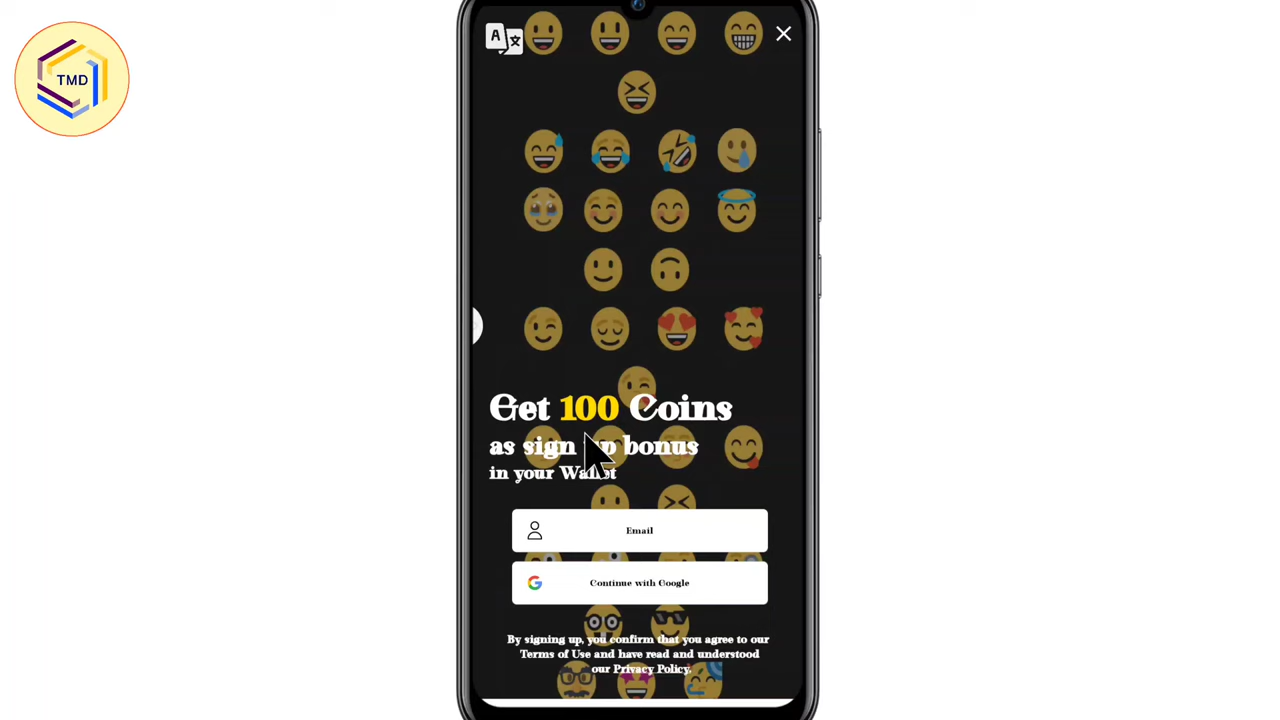 TMD
A 文
Get 100 Coins
as sign up bonus
in your Wallet
Email
Continue with Google
By signing up, you confirm that you agree to our
Terms of Use and have read and understood
our Privacy Policy.